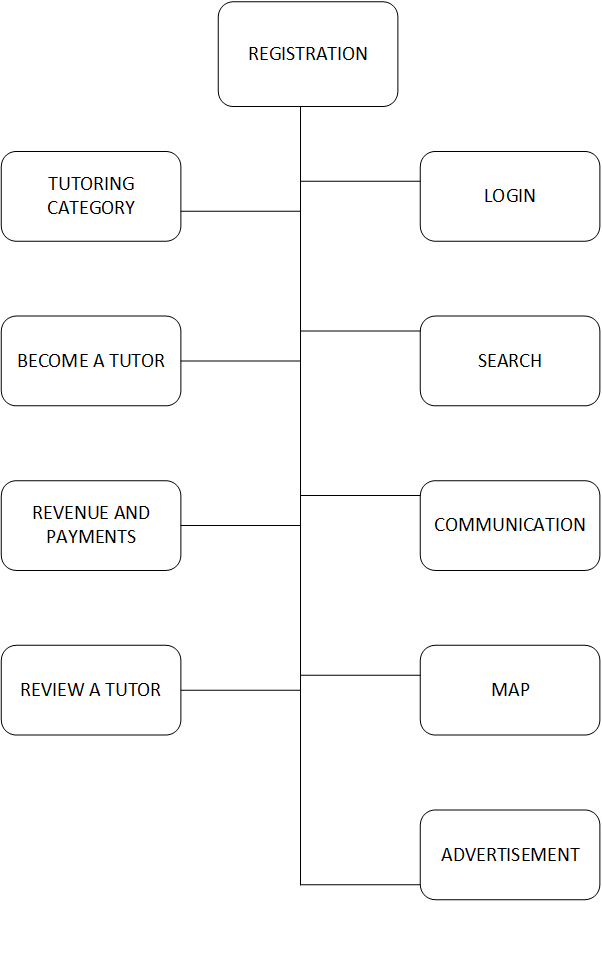 REGISTRATION
TUTORING
CATEGORY
LOGIN
BECOME A TUTOR
SEARCH
REVENUE AND
PAYMENTS
COMMUNICATION
REVIEW A TUTOR
MAP
ADVERTISEMENT